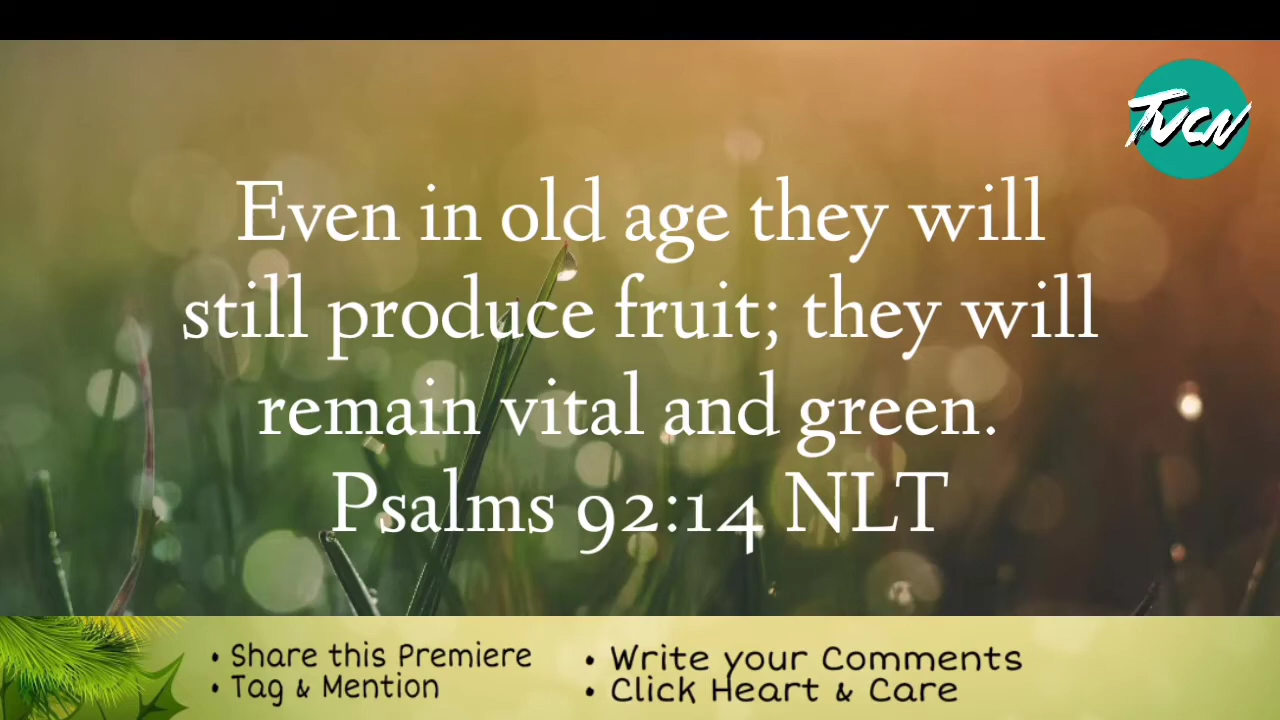 TVCN
Even in old age they will
still produce fruit; they will
remain vital and green.
Psalms 92:14 NLT
• Share this Premiere
• Tag & Mention
• Write your Comments
• Click Heart & Care